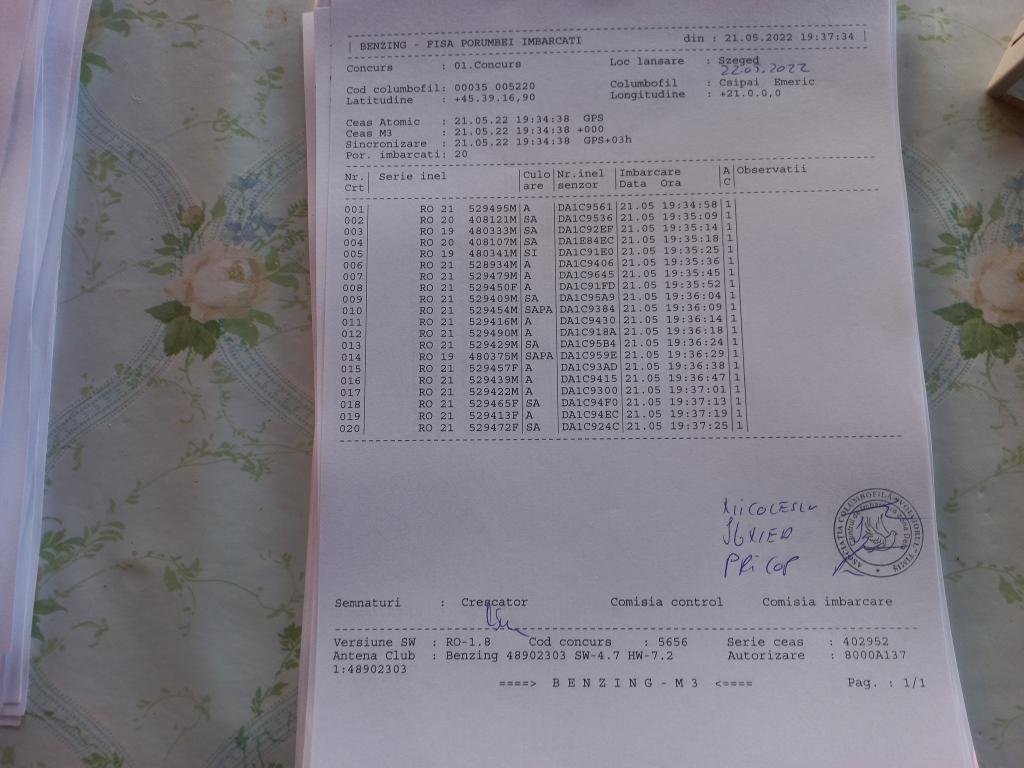 BENZING - FISA PORUMBEI IMBARCATI din : 21.05.2022 19:37:34
Concurs : 01.Concurs Loc lansare : Szeged
22.05.2022
Cod columbofil: 00035 005220 Columbofil : Csipai Emeric
Latitudine : +45.39.16,90 Longitudine : +21.0.0,0
Ceas Atomic : 21.05.22 19:34:38 GPS
Ceas M3 : 21.05.22 19:34:38 +000
Sincronizare : 21.05.22 19:34:38 GPS+03h
Por. imbarcati: 20
Nr. Crt | Serie inel | Culo are | Nr.inel senzor | Imbarcare Data Ora | A C | Observatii
001 | RO 21 529495M | A | DA1C9561 | 21.05 19:34:58 | 1
002 | RO 20 408121M | SA | DA1C9536 | 21.05 19:35:09 | 1
003 | RO 19 480333M | SA | DA1C92EF | 21.05 19:35:14 | 1
004 | RO 20 408107M | SA | DA1E84EC | 21.05 19:35:18 | 1
005 | RO 19 480341M | SI | DA1C91E0 | 21.05 19:35:25 | 1
006 | RO 21 528934M | A | DA1C9406 | 21.05 19:35:36 | 1
007 | RO 21 529479M | A | DA1C9645 | 21.05 19:35:45 | 1
008 | RO 21 529450F | A | DA1C91FD | 21.05 19:35:52 | 1
009 | RO 21 529409M | SA | DA1C95A9 | 21.05 19:36:04 | 1
010 | RO 21 529454M | SAPA | DA1C9384 | 21.05 19:36:09 | 1
011 | RO 21 529416M | A | DA1C9430 | 21.05 19:36:14 | 1
012 | RO 21 529490M | A | DA1C918A | 21.05 19:36:18 | 1
013 | RO 21 529429M | SA | DA1C95B4 | 21.05 19:36:24 | 1
014 | RO 19 480375M | SAPA | DA1C959E | 21.05 19:36:29 | 1
015 | RO 21 529457F | A | DA1C93AD | 21.05 19:36:38 | 1
016 | RO 21 529439M | A | DA1C9415 | 21.05 19:36:47 | 1
017 | RO 21 529422M | A | DA1C9300 | 21.05 19:37:01 | 1
018 | RO 21 529465F | SA | DA1C94F0 | 21.05 19:37:13 | 1
019 | RO 21 529413F | A | DA1C94EC | 21.05 19:37:19 | 1
020 | RO 21 529472F | SA | DA1C924C | 21.05 19:37:25 | 1
NICOLESCU
PRICOP
ASOCIATIA COLUMBOFILĂ TIMIȘ
Semnaturi : Crescator Comisia control Comisia imbarcare
Versiune SW : RO-1.8 Cod concurs : 5656 Serie ceas : 402952
Antena Club : Benzing 48902303 SW-4.7 HW-7.2 Autorizare : 8000A137
1:48902303
====> B E N Z I N G - M 3 <==== Pag. : 1/1